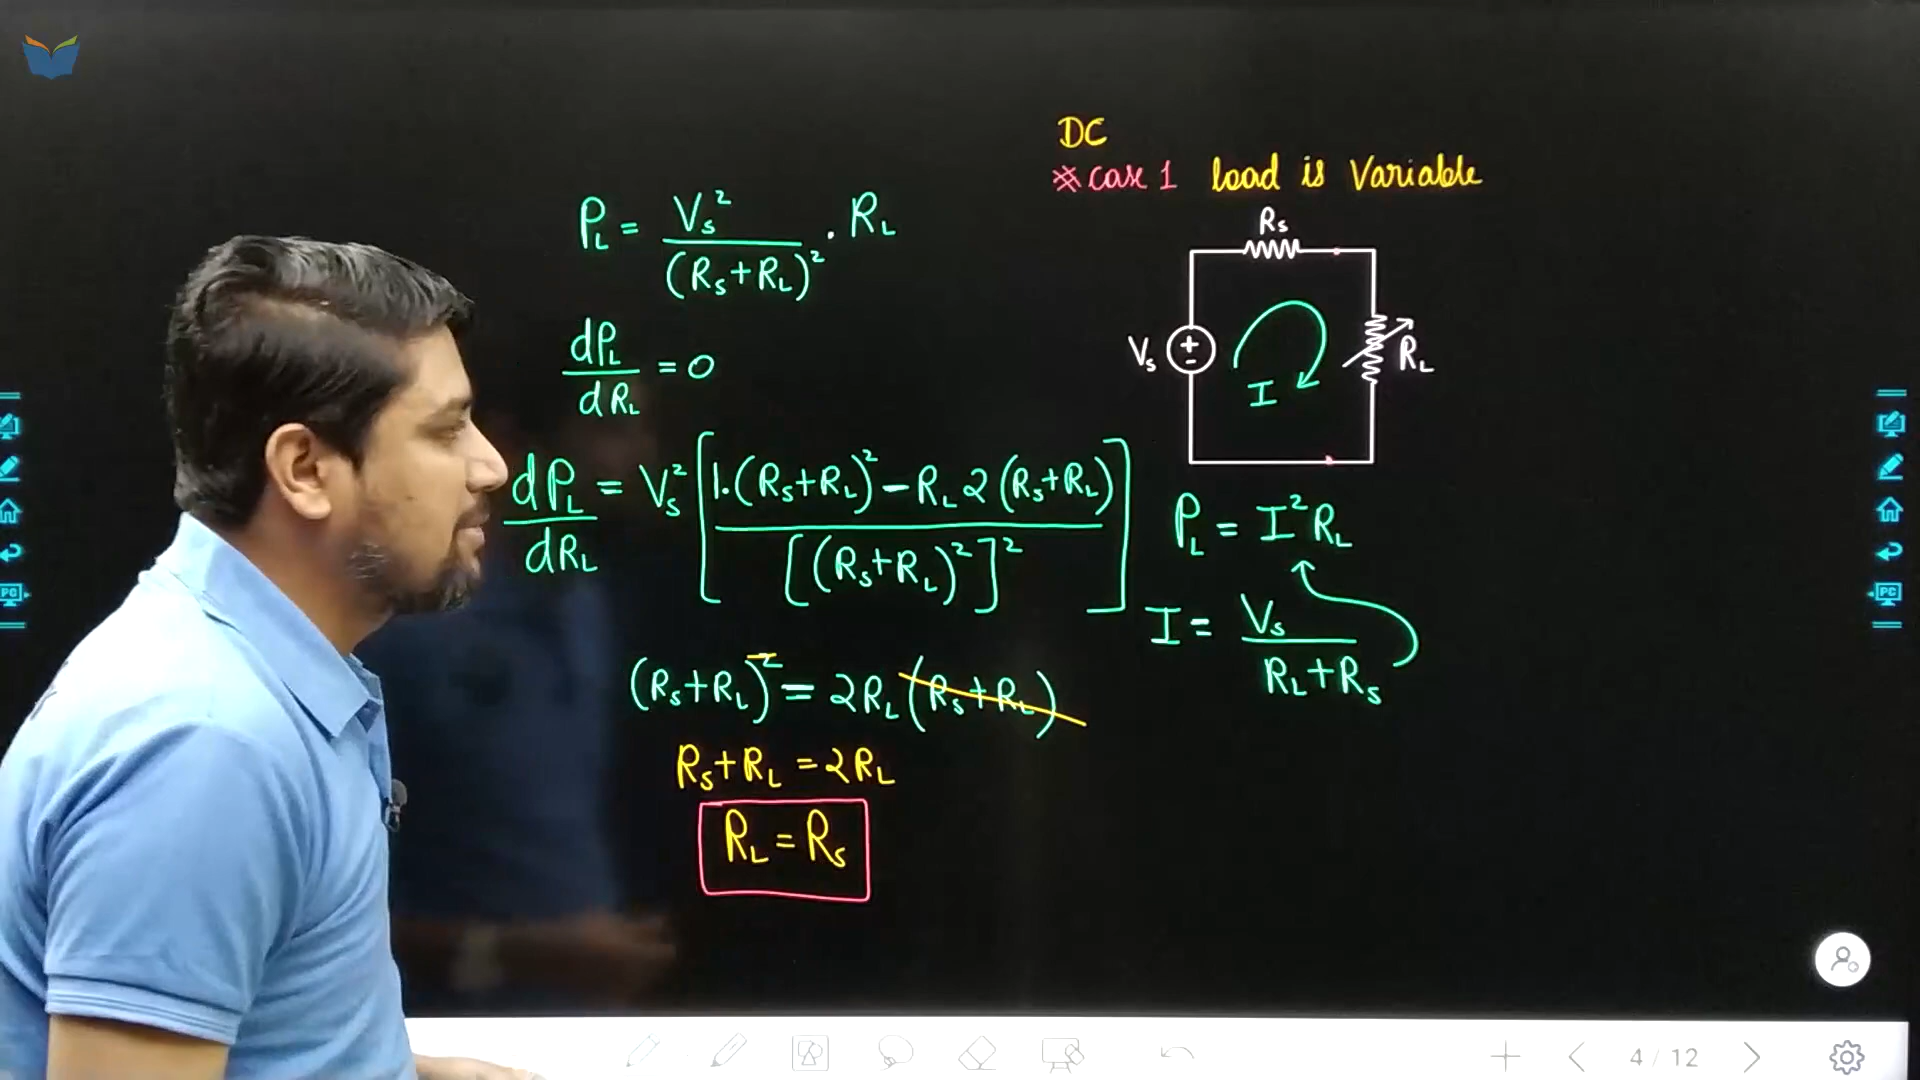 DC
※ case 1 load is Variable
Rs
Vs
+
-
I
RL
PL = I²RL
I = Vs / (RL+Rs)
PL = Vs² / (Rs+RL)² . RL
dPL / dRL = 0
dPL / dRL = Vs² [ 1.(Rs+RL)² - RL 2 (Rs+RL) / [(Rs+RL)²]² ]
(Rs+RL)² = 2RL (Rs+RL)
Rs+RL = 2RL
RL = Rs
PC
PC
4 / 12